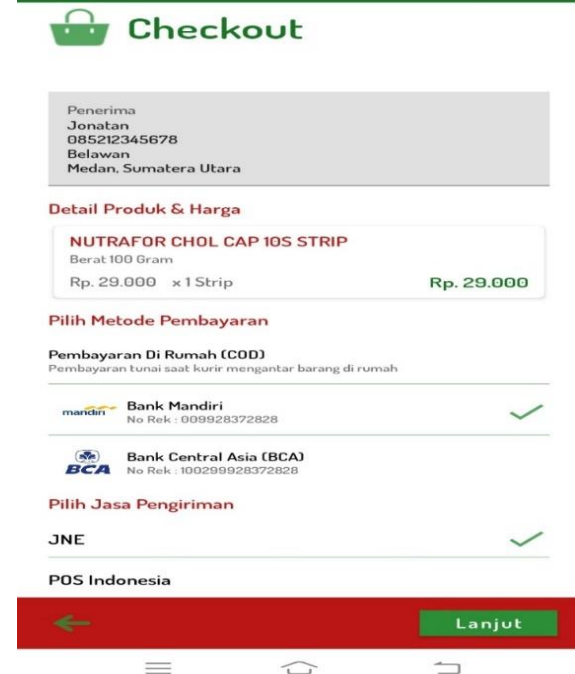 Checkout
Penerima
Jonatan
085212345678
Belawan
Medan, Sumatera Utara
Detail Produk & Harga
NUTRAFOR CHOL CAP 10S STRIP
Berat 100 Gram
Rp. 29.000 x 1 Strip Rp. 29.000
Pilih Metode Pembayaran
Pembayaran Di Rumah (COD)
Pembayaran tunai saat kurir mengantar barang di rumah
mandiri Bank Mandiri
No Rek : 009928372828
BCA Bank Central Asia (BCA)
No Rek : 100299928372828
Pilih Jasa Pengiriman
JNE
POS Indonesia
Lanjut